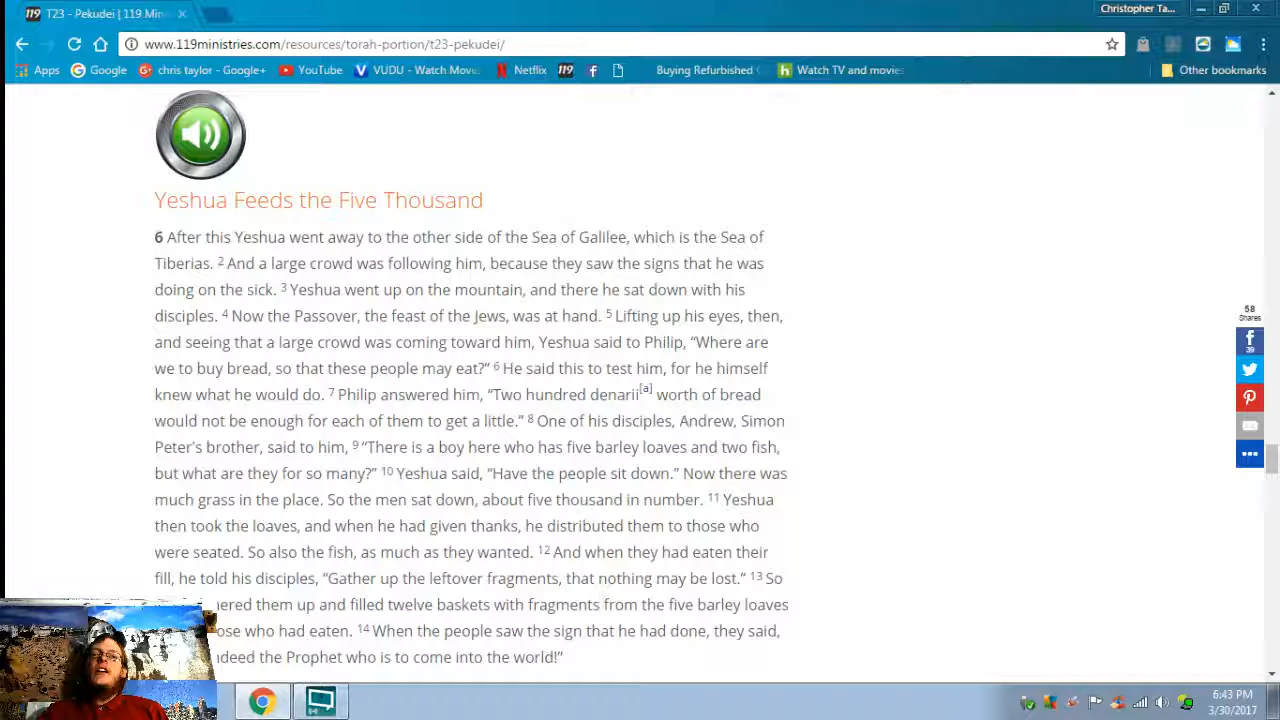 119 T23 - Pekudei | 119 Min
Christopher Ta...
www.119ministries.com/resources/torah-portion/t23-pekudei/
Apps Google chris taylor - Google+ YouTube VUDU - Watch Movi Netflix 119 Buying Refurbished Watch TV and movies Other bookmarks
Yeshua Feeds the Five Thousand
6 After this Yeshua went away to the other side of the Sea of Galilee, which is the Sea of
Tiberias. 2 And a large crowd was following him, because they saw the signs that he was
doing on the sick. 3 Yeshua went up on the mountain, and there he sat down with his
disciples. 4 Now the Passover, the feast of the Jews, was at hand. 5 Lifting up his eyes, then,
and seeing that a large crowd was coming toward him, Yeshua said to Philip, “Where are
we to buy bread, so that these people may eat?” 6 He said this to test him, for he himself
knew what he would do. 7 Philip answered him, “Two hundred denarii[a] worth of bread
would not be enough for each of them to get a little.” 8 One of his disciples, Andrew, Simon
Peter's brother, said to him, 9 “There is a boy here who has five barley loaves and two fish,
but what are they for so many?” 10 Yeshua said, “Have the people sit down.” Now there was
much grass in the place. So the men sat down, about five thousand in number. 11 Yeshua
then took the loaves, and when he had given thanks, he distributed them to those who
were seated. So also the fish, as much as they wanted. 12 And when they had eaten their
fill, he told his disciples, “Gather up the leftover fragments, that nothing may be lost.” 13 So
ered them up and filled twelve baskets with fragments from the five barley loaves
ose who had eaten. 14 When the people saw the sign that he had done, they said,
ndeed the Prophet who is to come into the world!”
58
Shares
39
6:43 PM
3/30/2017